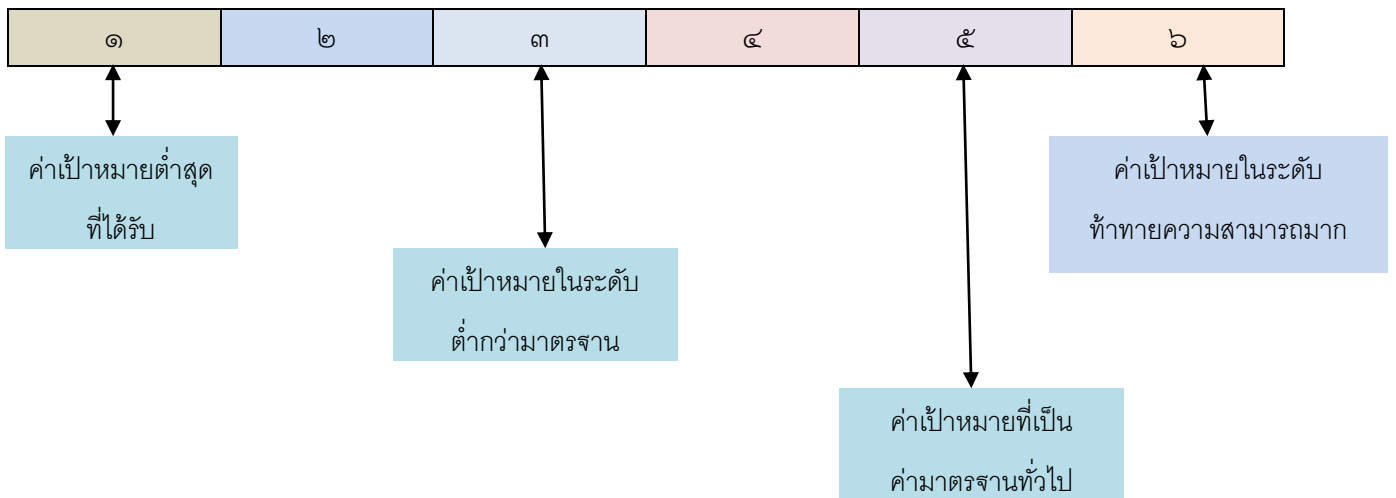 ๑ ๒ ๓ ๔ ๕ ๖
ค่าเป้าหมายต่ำสุด
ที่ได้รับ
ค่าเป้าหมายในระดับ
ต่ำกว่ามาตรฐาน
ค่าเป้าหมายที่เป็น
ค่ามาตรฐานทั่วไป
ค่าเป้าหมายในระดับ
ท้าทายความสามารถมาก